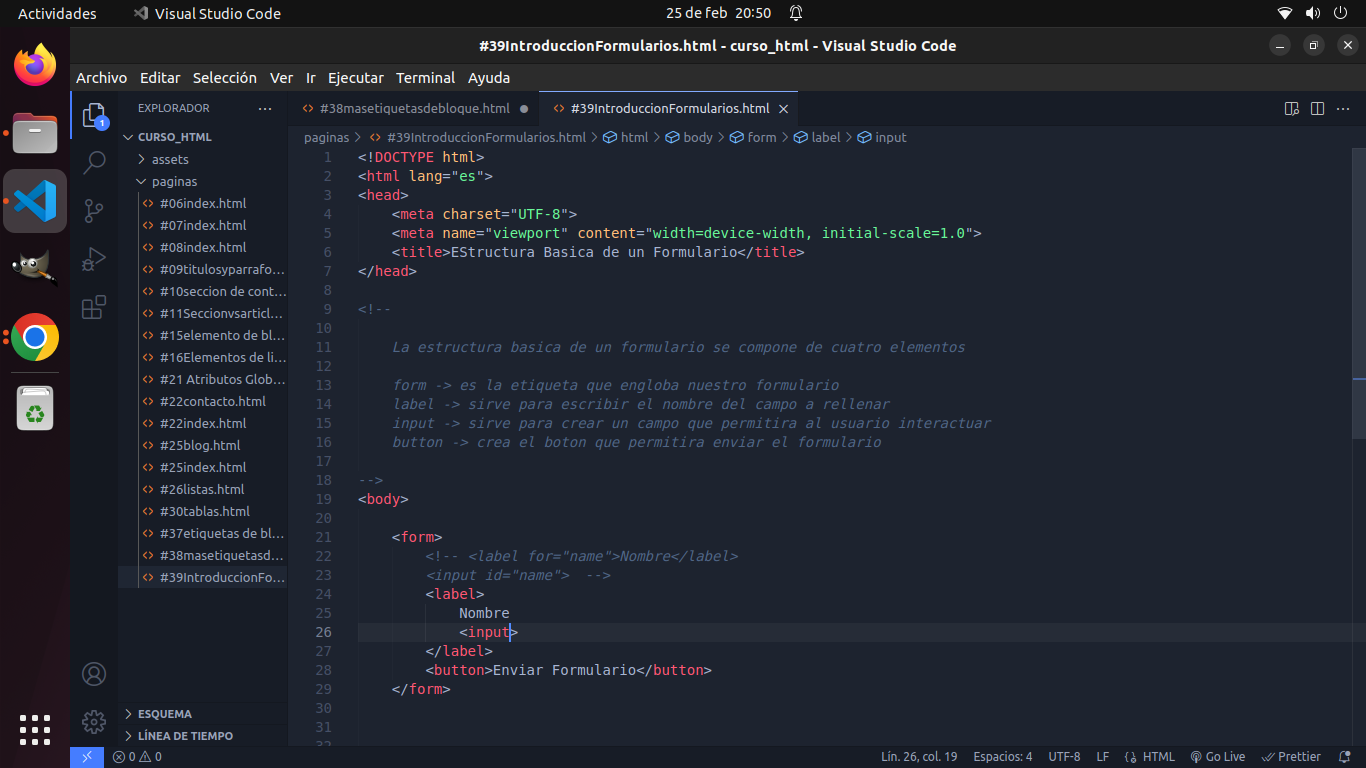 Actividades
Visual Studio Code
25 de feb 20:50
#39IntroduccionFormularios.html - curso_html - Visual Studio Code
Archivo Editar Selección Ver Ir Ejecutar Terminal Ayuda
EXPLORADOR ···
#38masetiquetasdebloque.html
#39IntroduccionFormularios.html
1
CURSO_HTML
assets
paginas
#06index.html
#07index.html
#08index.html
#09titulosyparrafo...
#10seccion de cont...
#11Seccionvsarticl...
#15elemento de bl...
#16Elementos de li...
#21 Atributos Glob...
#22contacto.html
#22index.html
#25blog.html
#25index.html
#26listas.html
#30tablas.html
#37etiquetas de bl...
#38masetiquetasd...
#39IntroduccionFo...
ESQUEMA
LÍNEA DE TIEMPO
paginas > #39IntroduccionFormularios.html > html > body > form > label > input
1 <!DOCTYPE html>
2 <html lang="es">
3 <head>
4 <meta charset="UTF-8">
5 <meta name="viewport" content="width=device-width, initial-scale=1.0">
6 <title>EStructura Basica de un Formulario</title>
7 </head>
8
9 <!--
10
11 La estructura basica de un formulario se compone de cuatro elementos
12
13 form -> es la etiqueta que engloba nuestro formulario
14 label -> sirve para escribir el nombre del campo a rellenar
15 input -> sirve para crear un campo que permitira al usuario interactuar
16 button -> crea el boton que permitira enviar el formulario
17
18 -->
19 <body>
20
21 <form>
22 <!-- <label for="name">Nombre</label>
23 <input id="name">  -->
24 <label>
25 Nombre
26 <input>
27 </label>
28 <button>Enviar Formulario</button>
29 </form>
30
31
32
0 0
Lín. 26, col. 19 Espacios: 4 UTF-8 LF HTML Go Live Prettier